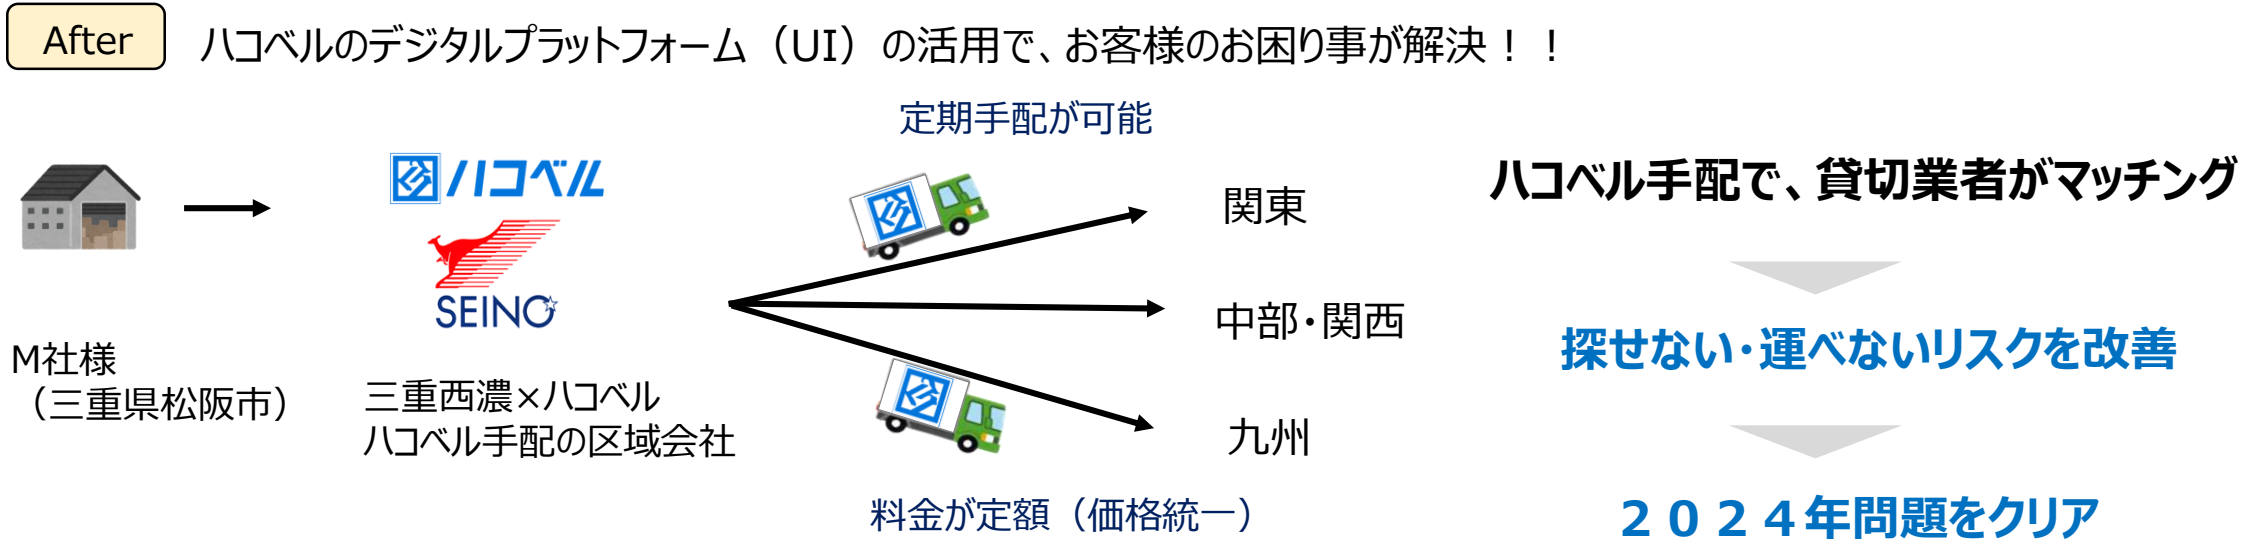 After
ハコベルのデジタルプラットフォーム（UI）の活用で、お客様のお困り事が解決！！
定期手配が可能
ハコベル
SEINO
M社様
（三重県松阪市）
三重西濃×ハコベル
ハコベル手配の区域会社
関東
中部・関西
九州
料金が定額（価格統一）
ハコベル手配で、貸切業者がマッチング
探せない・運べないリスクを改善
２０２４年問題をクリア